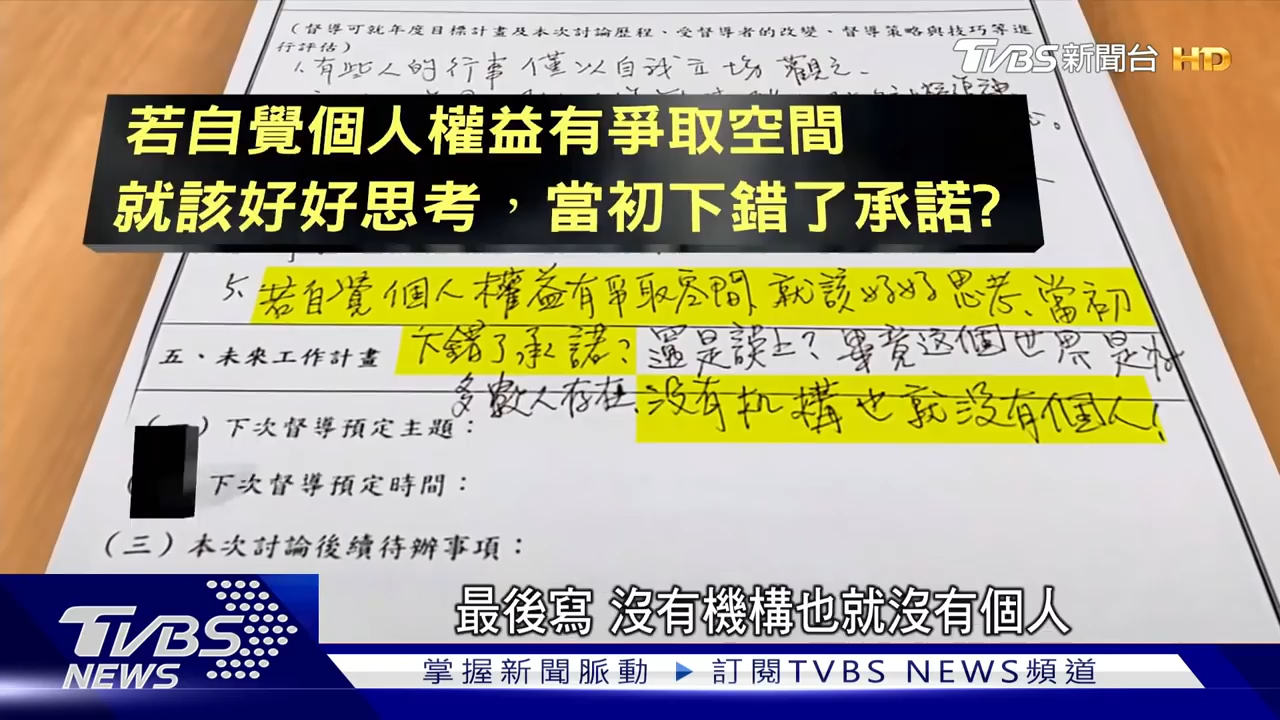 (督導可就年度目標計畫及本次討論歷程、受督導者的改變、督導策略與技巧等進
行評估)
TVBS新聞台 HD
1.有些人的行事僅以自我立場觀之、
若自覺個人權益有爭取空間
就該好好思考，當初下錯了承諾?
5、若自覺個人權益有爭取空間、就該好好思考、當初
五、未來工作計畫
下錯了承諾？還是誤上？畢竟這個世界是
多數人存在、沒有机構也就沒有個人！
)下次督導預定主題：
下次督導預定時間：
(三)本次討論後續待辦事項：
最後寫 沒有機構也就沒有個人
TVBS
NEWS
掌握新聞脈動 ▶ 訂閱TVBS NEWS頻道